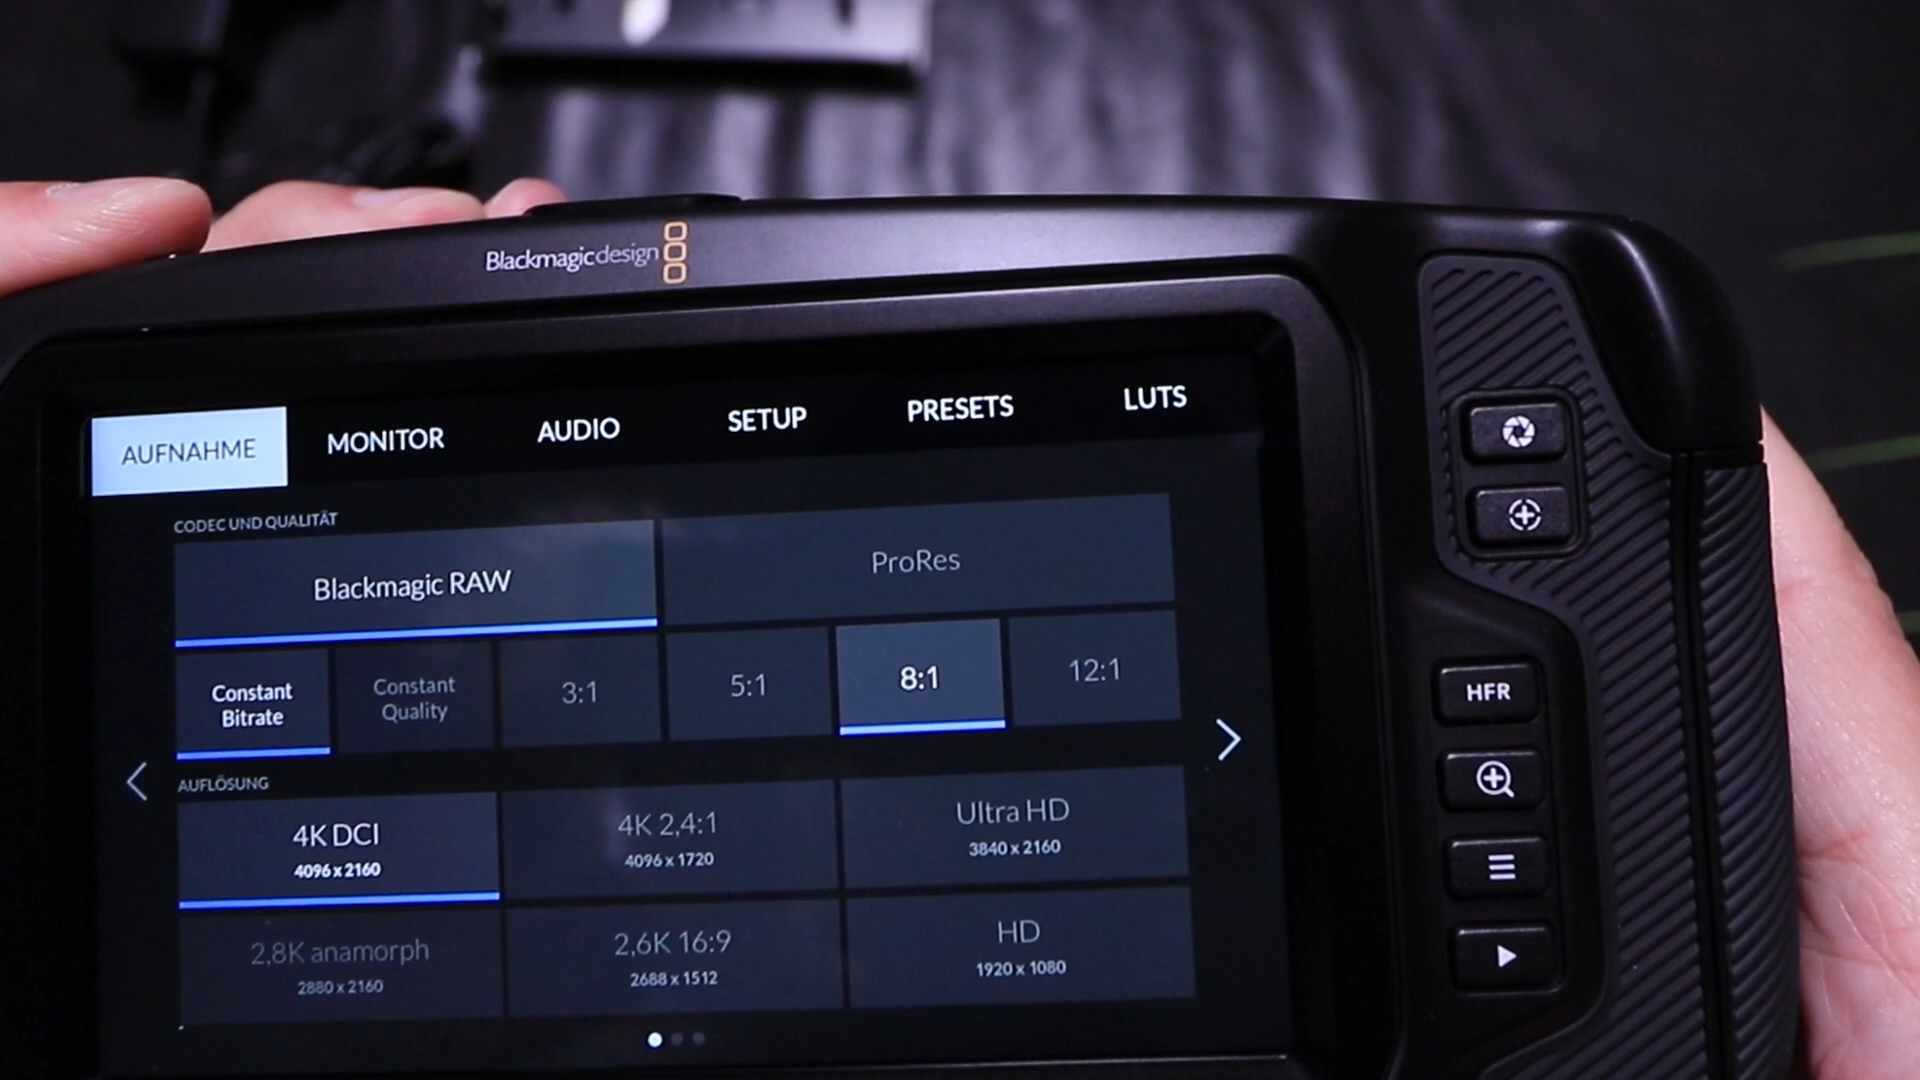 Blackmagicdesign
AUFNAHME MONITOR AUDIO SETUP PRESETS LUTS
CODEC UND QUALITÄT
Blackmagic RAW ProRes
Constant Bitrate Constant Quality 3:1 5:1 8:1 12:1
AUFLÖSUNG
4K DCI 4K 2,4:1 Ultra HD
4096 x 2160 4096 x 1720 3840 x 2160
2,8K anamorph 2,6K 16:9 HD
2880 x 2160 2688 x 1512 1920 x 1080
HFR